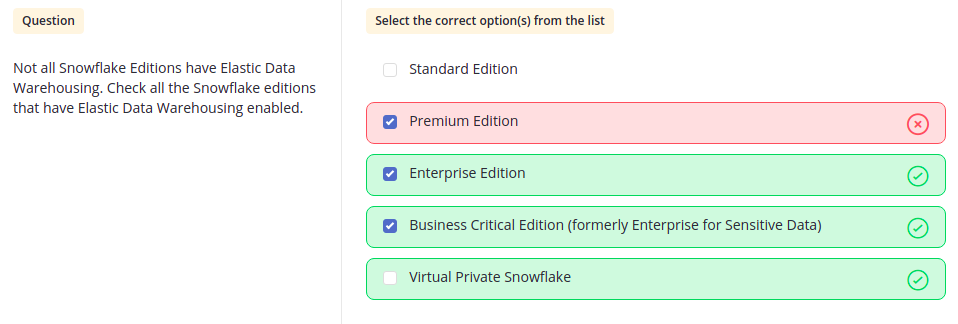 Question
Not all Snowflake Editions have Elastic Data
Warehousing. Check all the Snowflake editions
that have Elastic Data Warehousing enabled.
Select the correct option(s) from the list
Standard Edition
Premium Edition
Enterprise Edition
Business Critical Edition (formerly Enterprise for Sensitive Data)
Virtual Private Snowflake